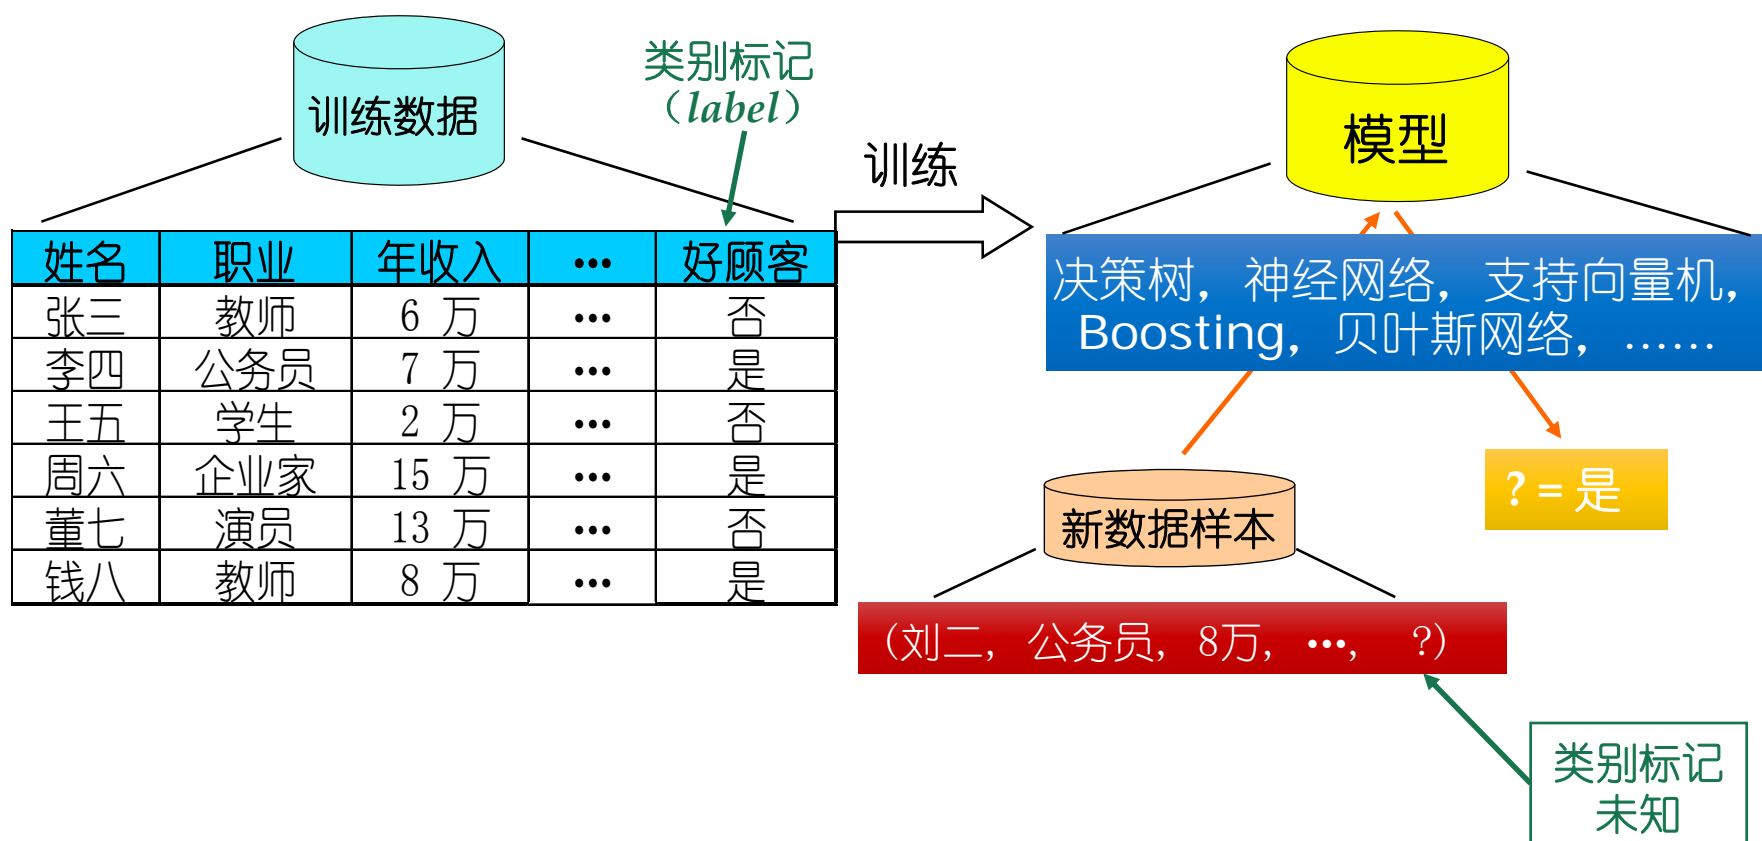 训练数据
类别标记
（label）
训练
模型
姓名 职业 年收入 ••• 好顾客
张三 教师 6 万 ••• 否
李四 公务员 7 万 ••• 是
王五 学生 2 万 ••• 否
周六 企业家 15 万 ••• 是
董七 演员 13 万 ••• 否
钱八 教师 8 万 ••• 是
决策树，神经网络，支持向量机，
Boosting，贝叶斯网络，……
新数据样本
? = 是
(刘二, 公务员, 8万, •••, ?)
类别标记
未知